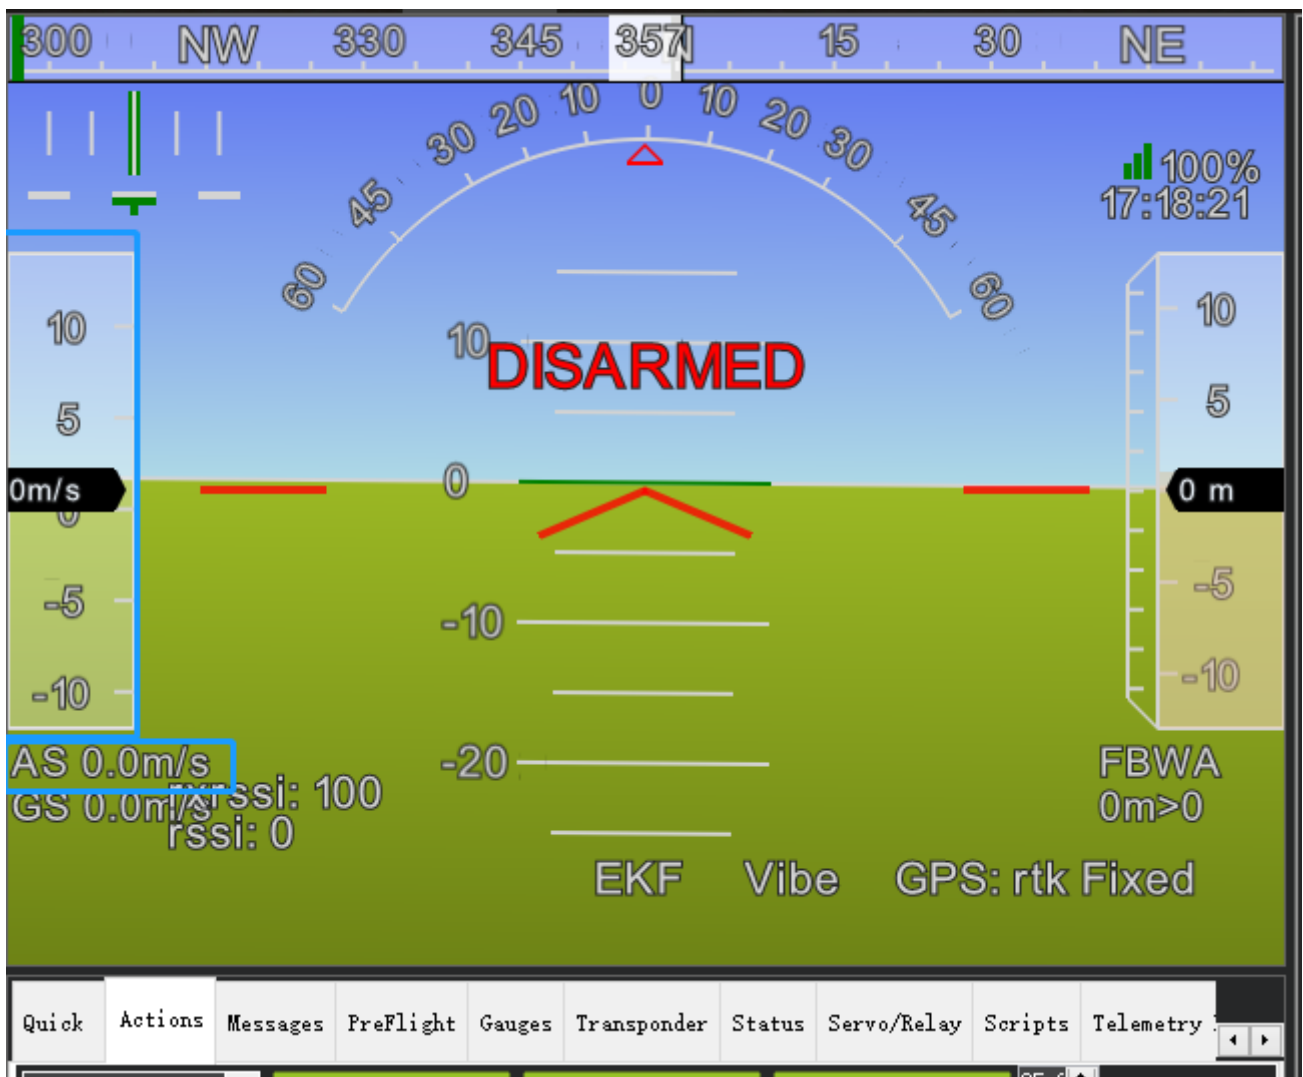 300 NW 330 345 357 N 15 30 NE
60 45 30 20 10 0 10 20 30 45 60
100%
17:18:21
10
5
0m/s
0
-5
-10
10
DISARMED
0
-10
-20
10
5
0 m
-5
-10
AS 0.0m/s
GS 0.0m/s
rxrssi: 100
rssi: 0
FBWA
0m>0
EKF Vibe GPS: rtk Fixed
Quick Actions Messages PreFlight Gauges Transponder Status Servo/Relay Scripts Telemetry